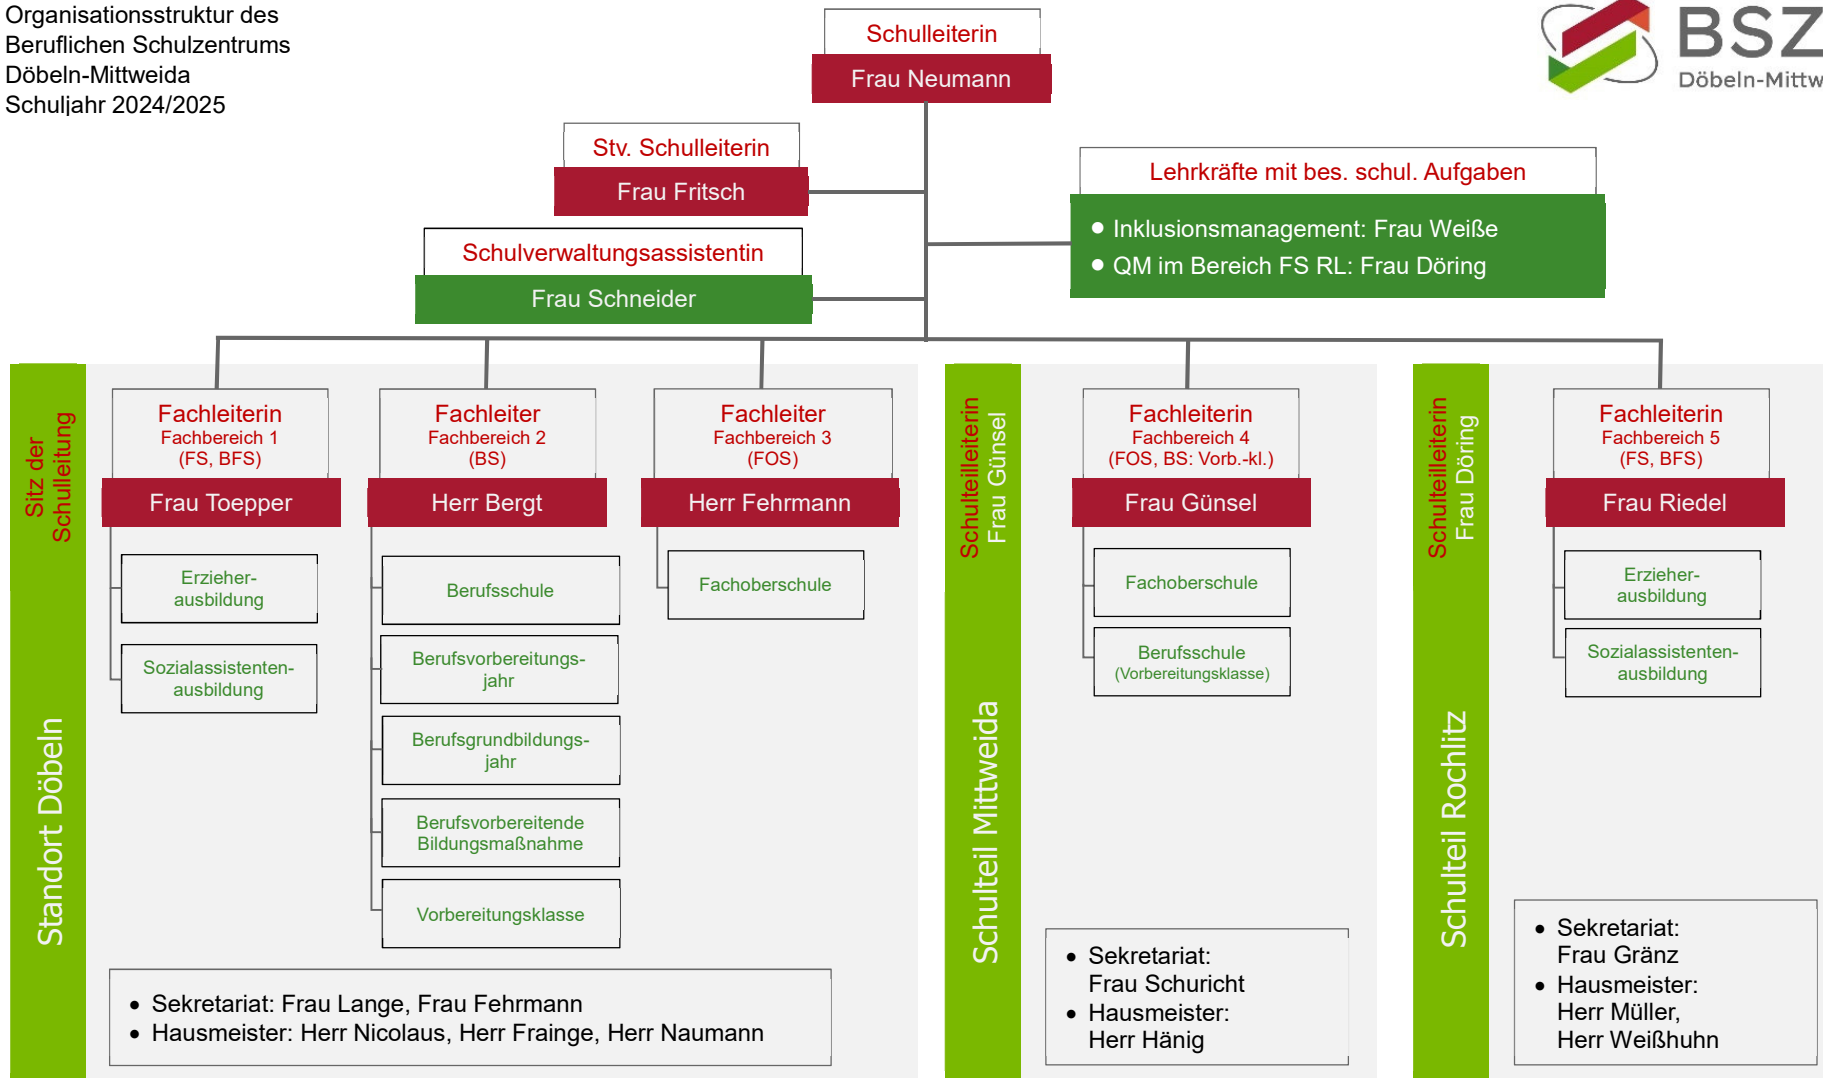 Organisationsstruktur des
Beruflichen Schulzentrums
Döbeln-Mittweida
Schuljahr 2024/2025
Schulleiterin
Frau Neumann
BSZ
Döbeln-Mittw
Stv. Schulleiterin
Frau Fritsch
Lehrkräfte mit bes. schul. Aufgaben
• Inklusionsmanagement: Frau Weiße
• QM im Bereich FS RL: Frau Döring
Schulverwaltungsassistentin
Frau Schneider
Sitz der
Schulleitung
Standort Döbeln
Fachleiterin
Fachbereich 1
(FS, BFS)
Frau Toepper
Erzieher-
ausbildung
Sozialassistenten-
ausbildung
Fachleiter
Fachbereich 2
(BS)
Herr Bergt
Berufsschule
Berufsvorbereitungs-
jahr
Berufsgrundbildungs-
jahr
Berufsvorbereitende
Bildungsmaßnahme
Vorbereitungsklasse
Fachleiter
Fachbereich 3
(FOS)
Herr Fehrmann
Fachoberschule
• Sekretariat: Frau Lange, Frau Fehrmann
• Hausmeister: Herr Nicolaus, Herr Frainge, Herr Naumann
Schulteilleiterin
Frau Günsel
Schulteil Mittweida
Fachleiterin
Fachbereich 4
(FOS, BS: Vorb.-kl.)
Frau Günsel
Fachoberschule
Berufsschule
(Vorbereitungsklasse)
• Sekretariat:
Frau Schuricht
• Hausmeister:
Herr Hänig
Schulteilleiterin
Frau Döring
Schulteil Rochlitz
Fachleiterin
Fachbereich 5
(FS, BFS)
Frau Riedel
Erzieher-
ausbildung
Sozialassistenten-
ausbildung
• Sekretariat:
Frau Gränz
• Hausmeister:
Herr Müller,
Herr Weißhuhn